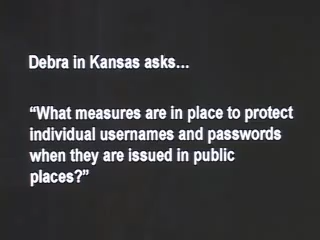 Debra in Kansas asks...
“What measures are in place to protect
individual usernames and passwords
when they are issued in public
places?”